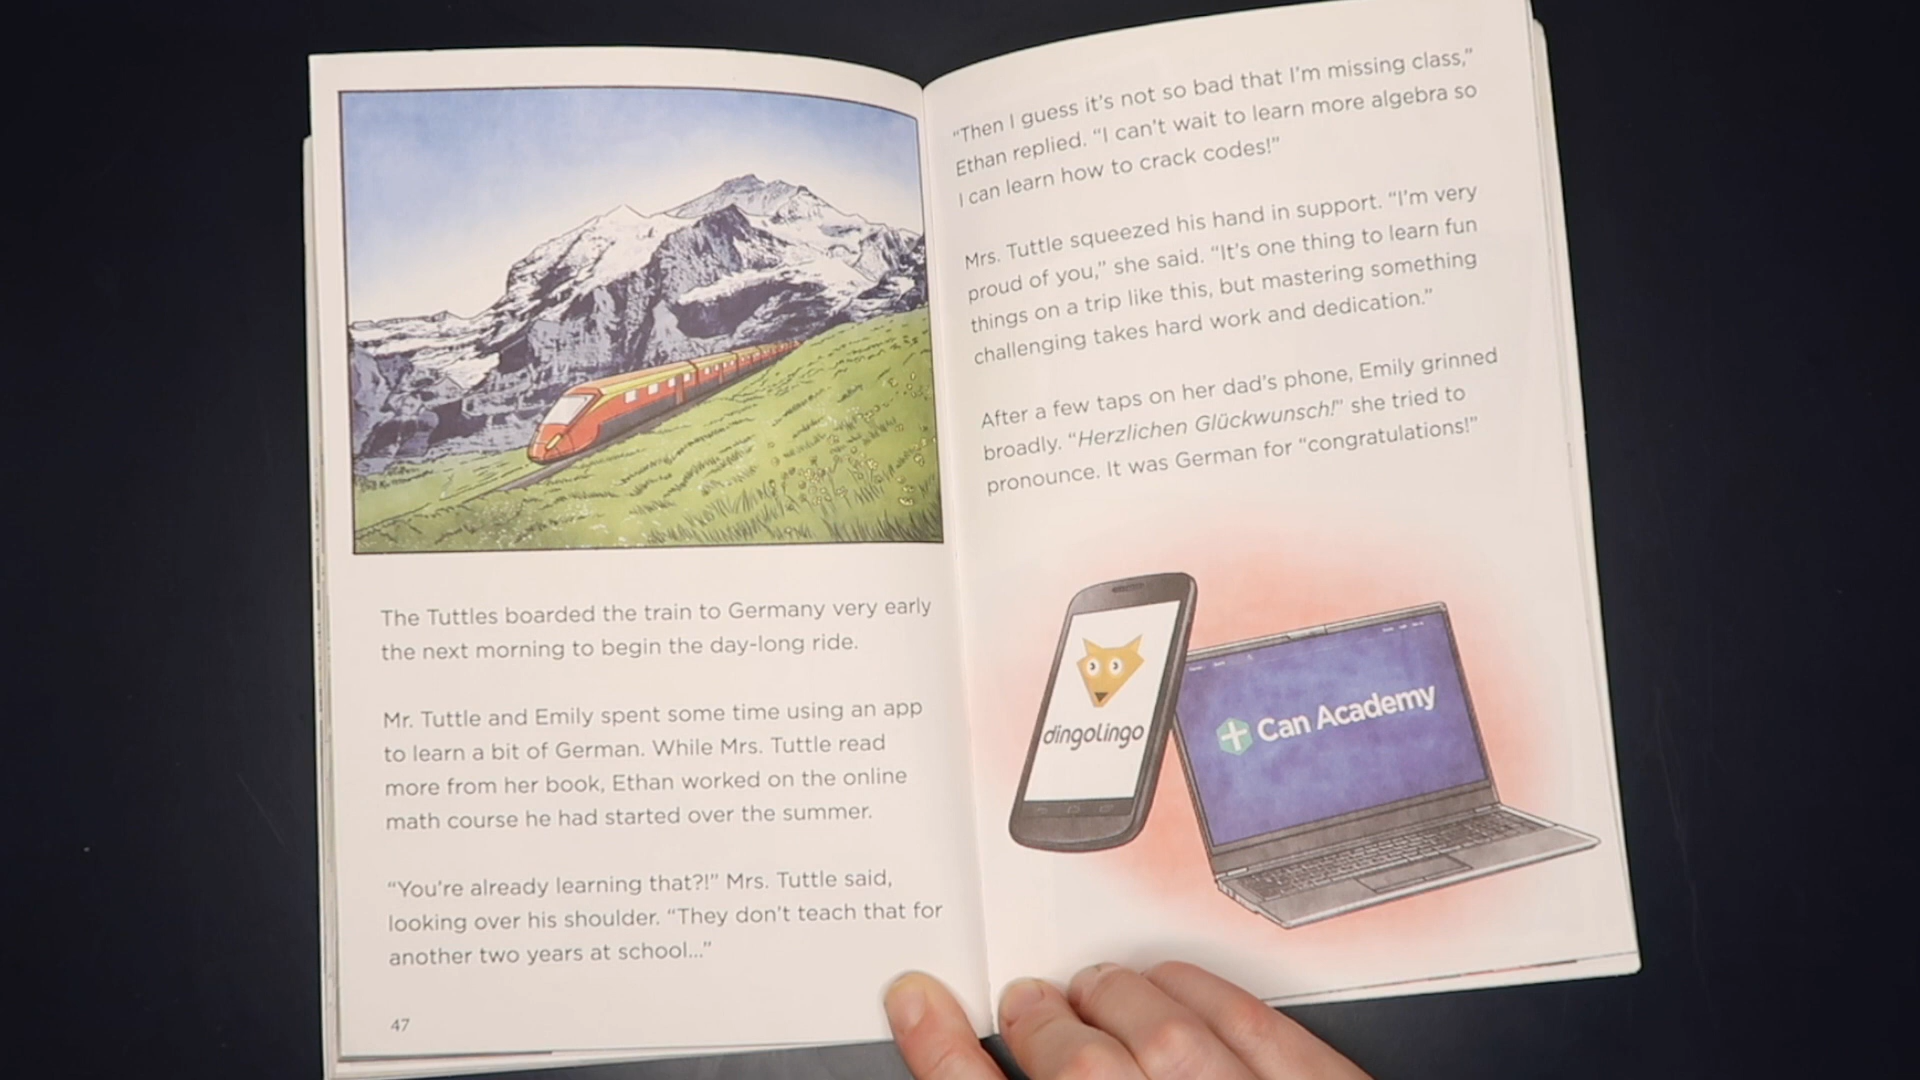 The Tuttles boarded the train to Germany very early
the next morning to begin the day-long ride.
Mr. Tuttle and Emily spent some time using an app
to learn a bit of German. While Mrs. Tuttle read
more from her book, Ethan worked on the online
math course he had started over the summer.
“You’re already learning that?!” Mrs. Tuttle said,
looking over his shoulder. “They don’t teach that for
another two years at school...”
47
“Then I guess it’s not so bad that I’m missing class,”
Ethan replied. “I can’t wait to learn more algebra so
I can learn how to crack codes!”
Mrs. Tuttle squeezed his hand in support. “I’m very
proud of you,” she said. “It’s one thing to learn fun
things on a trip like this, but mastering something
challenging takes hard work and dedication.”
After a few taps on her dad’s phone, Emily grinned
broadly. “Herzlichen Glückwunsch!” she tried to
pronounce. It was German for “congratulations!”
dingolingo
Can Academy